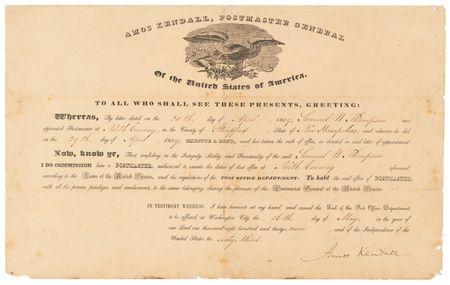 AMOS KENDALL, POSTMASTER GENERAL
Of the United States of America.
TO ALL WHO SHALL SEE THESE PRESENTS, GREETING:
Whereas, By letter dated on the 20th day of April 1839, Samuel W. Thompson was
appointed Postmaster at North Conway, in the County of Strafford State of New Hampshire, and whereas he did
on the 27th day of April 1839, EXECUTE A BOND, and has taken the oath of office, as devised in said letter of appointment
Now, know ye, That confiding in the Integrity Ability and Punctuality of the said Samuel W. Thompson
I DO COMMISSION him a POSTMASTER, authorized to execute the duties of that office at North Conway aforesaid,
according to the Laws of the United States, and the regulations of the POST OFFICE DEPARTMENT: To hold the said office of POSTMASTER,
with all the powers, privileges, and emoluments, to the same belonging, during the pleasure of the Postmaster General of the United States.
IN TESTIMONY WHEREOF, I have hereunto set my hand, and caused the Seal of the Post Office Department
to be affixed, at Washington City, the 16th day of May, in the year of
our Lord one thousand eight hundred and thirty-nine and of the Independence of the
United States the sixty third.
Amos Kendall